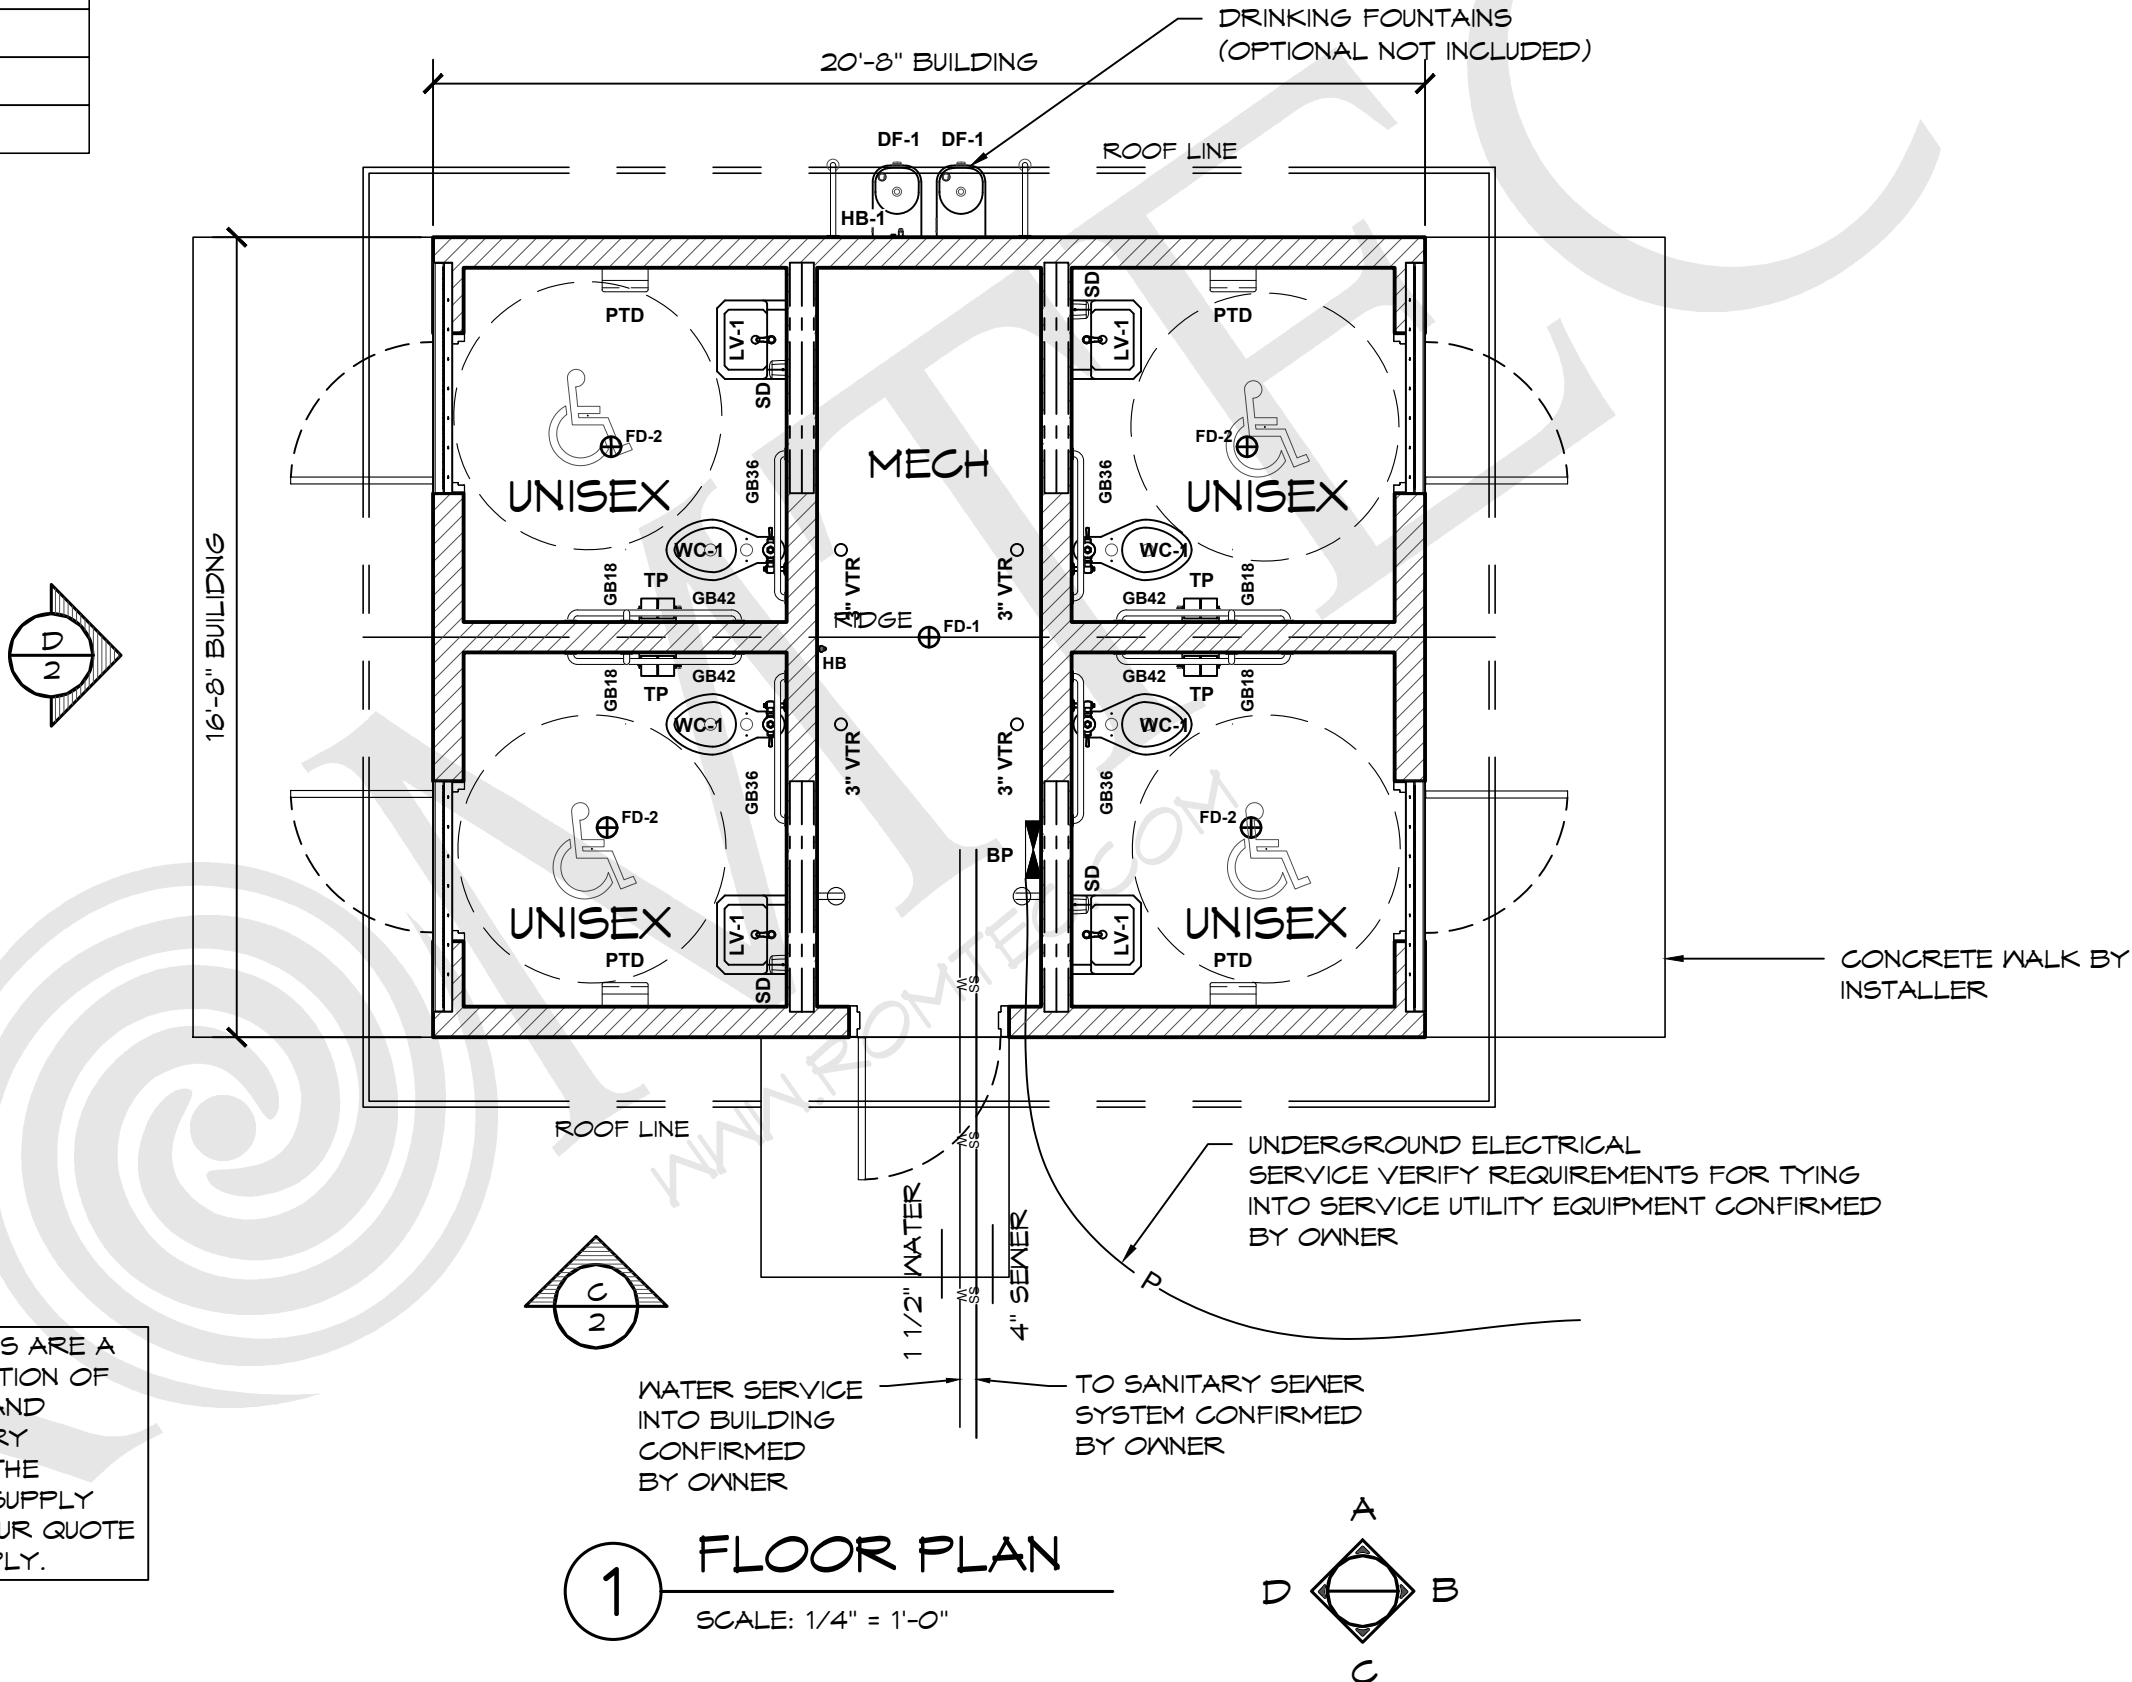 DRINKING FOUNTAINS
(OPTIONAL NOT INCLUDED)
20'-8" BUILDING
DF-1 DF-1
ROOF LINE
HB-1
PTD
LV-1
SD
SD
LV-1
PTD
FD-2
UNISEX
GB36
MECH
GB36
FD-2
UNISEX
WC-1
3" VTR
3" VTR
WC-1
GB18
TP
GB42
RIDGE
FD-1
GB42
TP
GB18
16'-8" BUILIDNG
D
2
GB18
TP
GB42
HB
GB42
TP
GB18
WC-1
3" VTR
3" VTR
WC-1
GB36
GB36
FD-2
FD-2
BP
UNISEX
PTD
LV-1
SD
SD
LV-1
UNISEX
PTD
W SS
CONCRETE WALK BY
INSTALLER
ROMTEC
WWW.ROMTEC.COM
ROOF LINE
W SS
UNDERGROUND ELECTRICAL
SERVICE VERIFY REQUIREMENTS FOR TYING
INTO SERVICE UTILITY EQUIPMENT CONFIRMED
BY OWNER
P
1 1/2" WATER
4" SEWER
W SS
C
2
S ARE A
TION OF
AND
RY
THE
SUPPLY
UR QUOTE
PLY.
WATER SERVICE
INTO BUILDING
CONFIRMED
BY OWNER
TO SANITARY SEWER
SYSTEM CONFIRMED
BY OWNER
1
FLOOR PLAN
SCALE: 1/4" = 1'-0"
A
D B
C